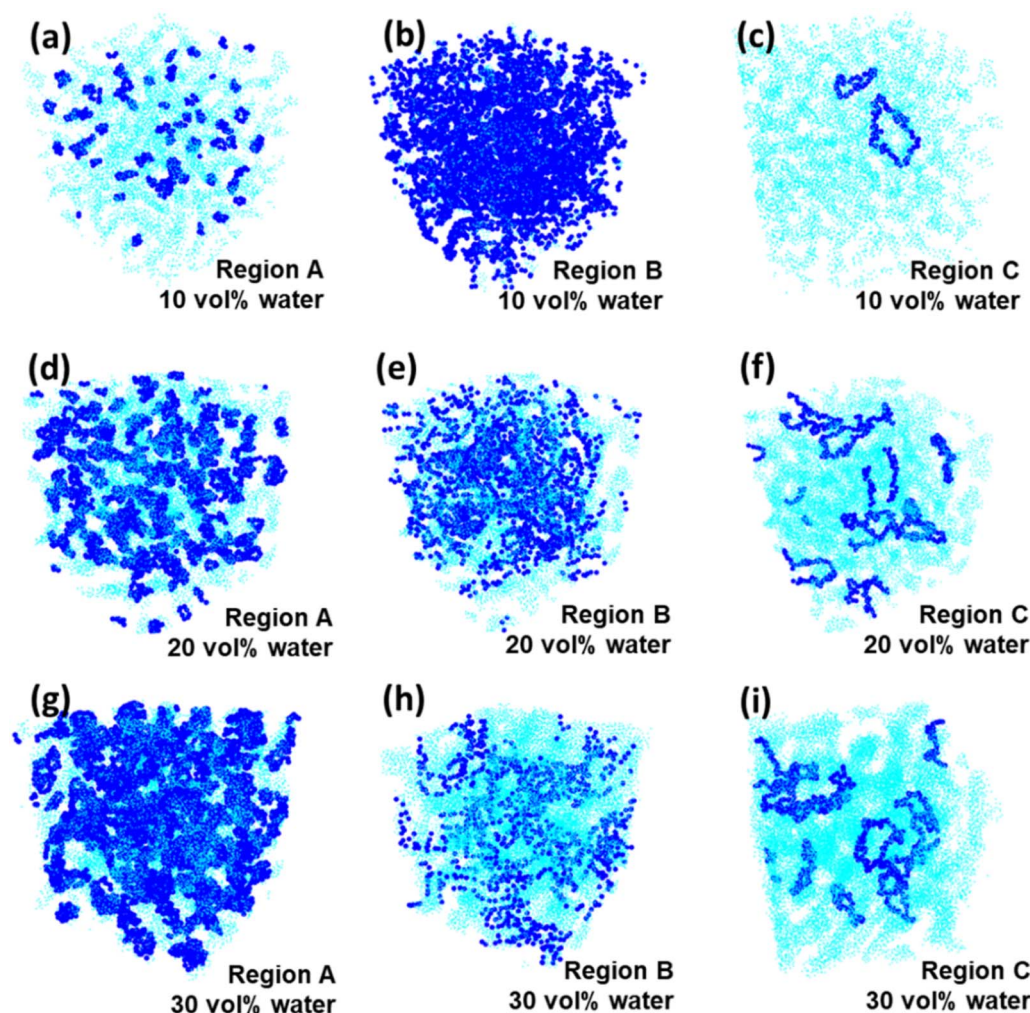 (a)
Region A
10 vol% water
(b)
Region B
10 vol% water
(c)
Region C
10 vol% water
(d)
Region A
20 vol% water
(e)
Region B
20 vol% water
(f)
Region C
20 vol% water
(g)
Region A
30 vol% water
(h)
Region B
30 vol% water
(i)
Region C
30 vol% water